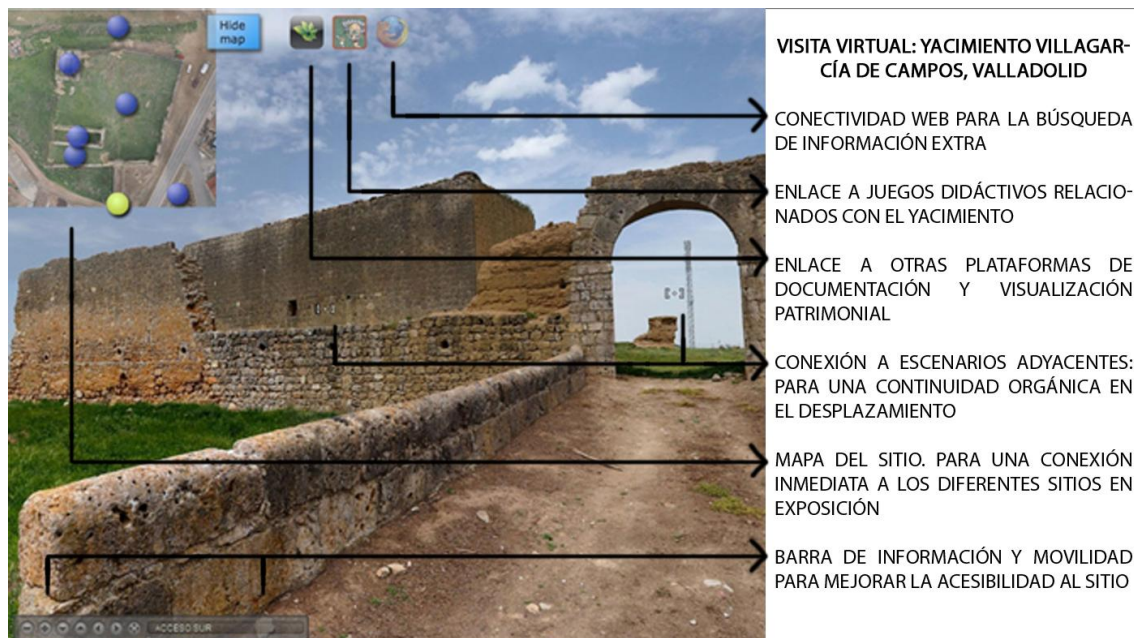 Hide
map
VISITA VIRTUAL: YACIMIENTO VILLAGAR-
CÍA DE CAMPOS, VALLADOLID
CONECTIVIDAD WEB PARA LA BÚSQUEDA
DE INFORMACIÓN EXTRA
ENLACE A JUEGOS DIDÁCTIVOS RELACIO-
NADOS CON EL YACIMIENTO
ENLACE A OTRAS PLATAFORMAS DE
DOCUMENTACIÓN Y VISUALIZACIÓN
PATRIMONIAL
CONEXIÓN A ESCENARIOS ADYACENTES:
PARA UNA CONTINUIDAD ORGÁNICA EN
EL DESPLAZAMIENTO
MAPA DEL SITIO. PARA UNA CONEXIÓN
INMEDIATA A LOS DIFERENTES SITIOS EN
EXPOSICIÓN
BARRA DE INFORMACIÓN Y MOVILIDAD
PARA MEJORAR LA ACESIBILIDAD AL SITIO
ACCESO SUR